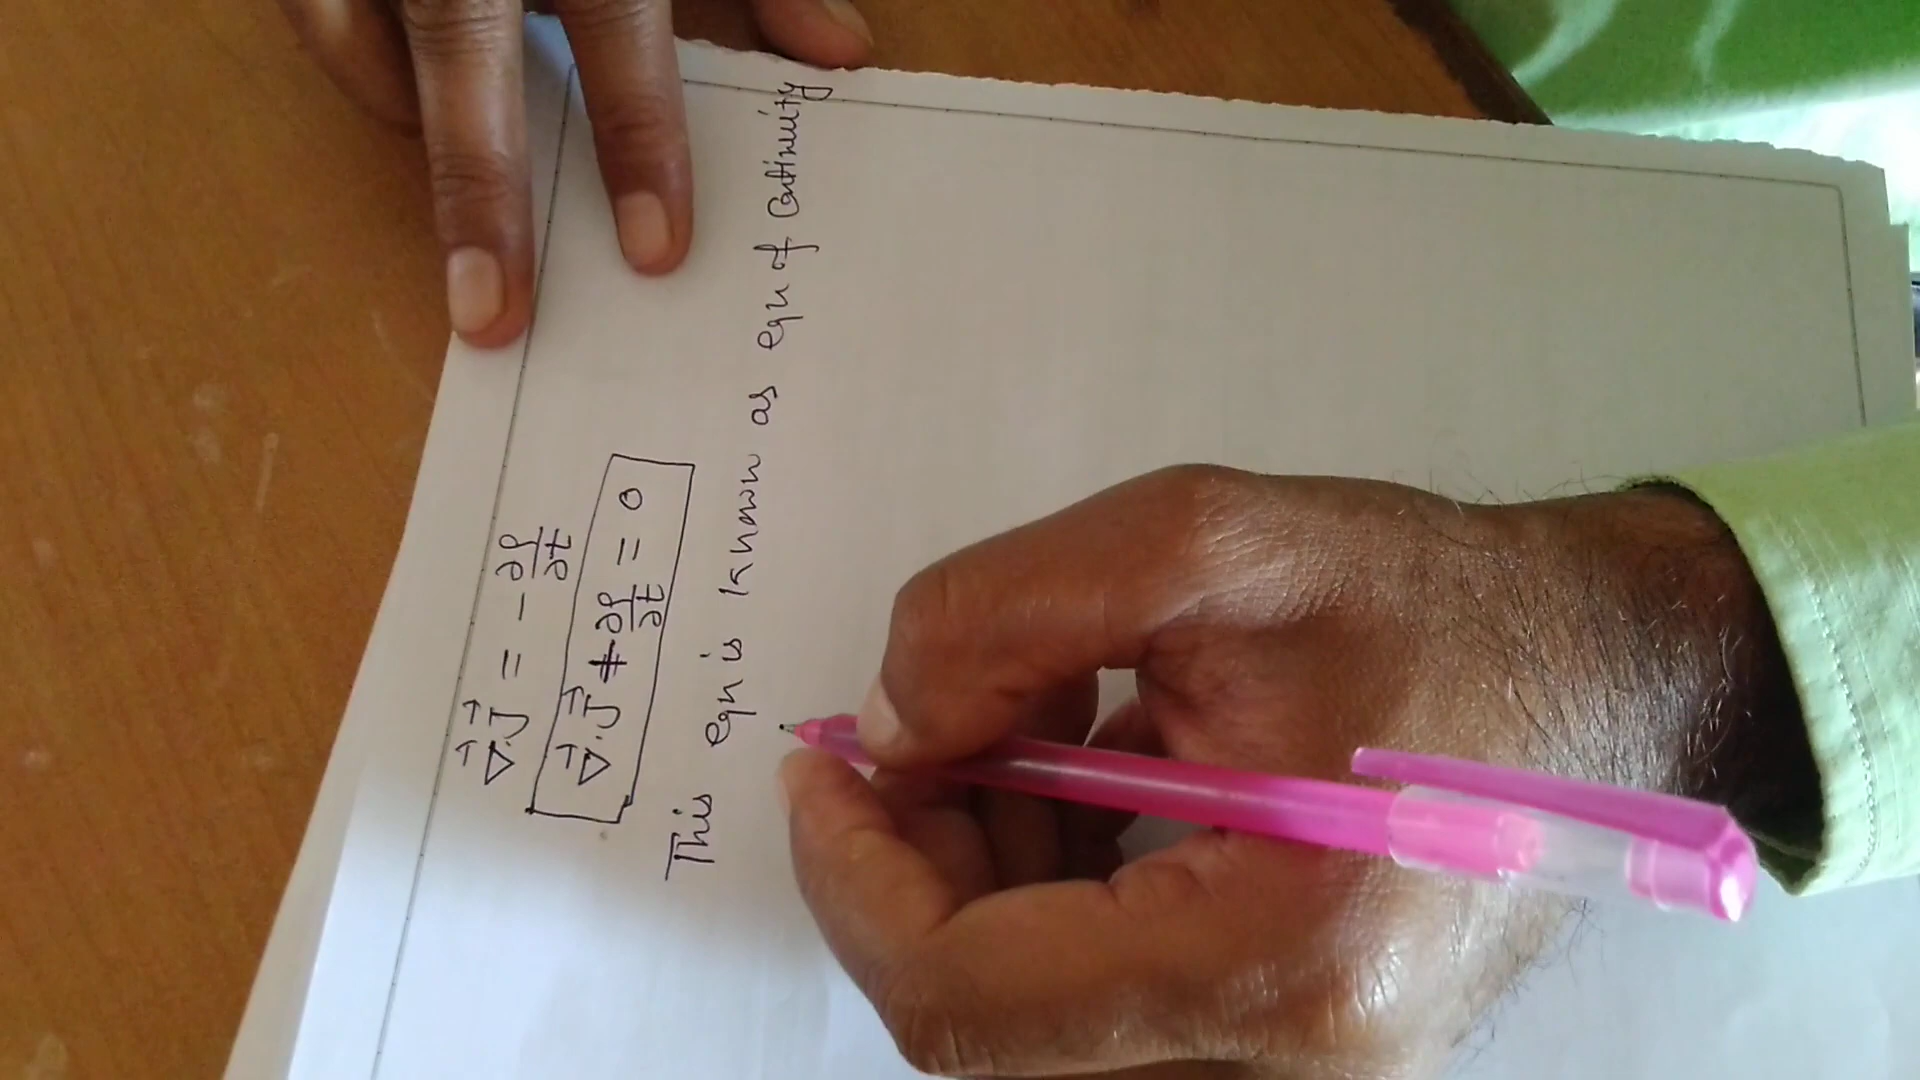 ∇⃗.J⃗ = - ∂ρ/∂t
∇⃗.J⃗ + ∂ρ/∂t = 0
This eqn is known as eqn of Continuity